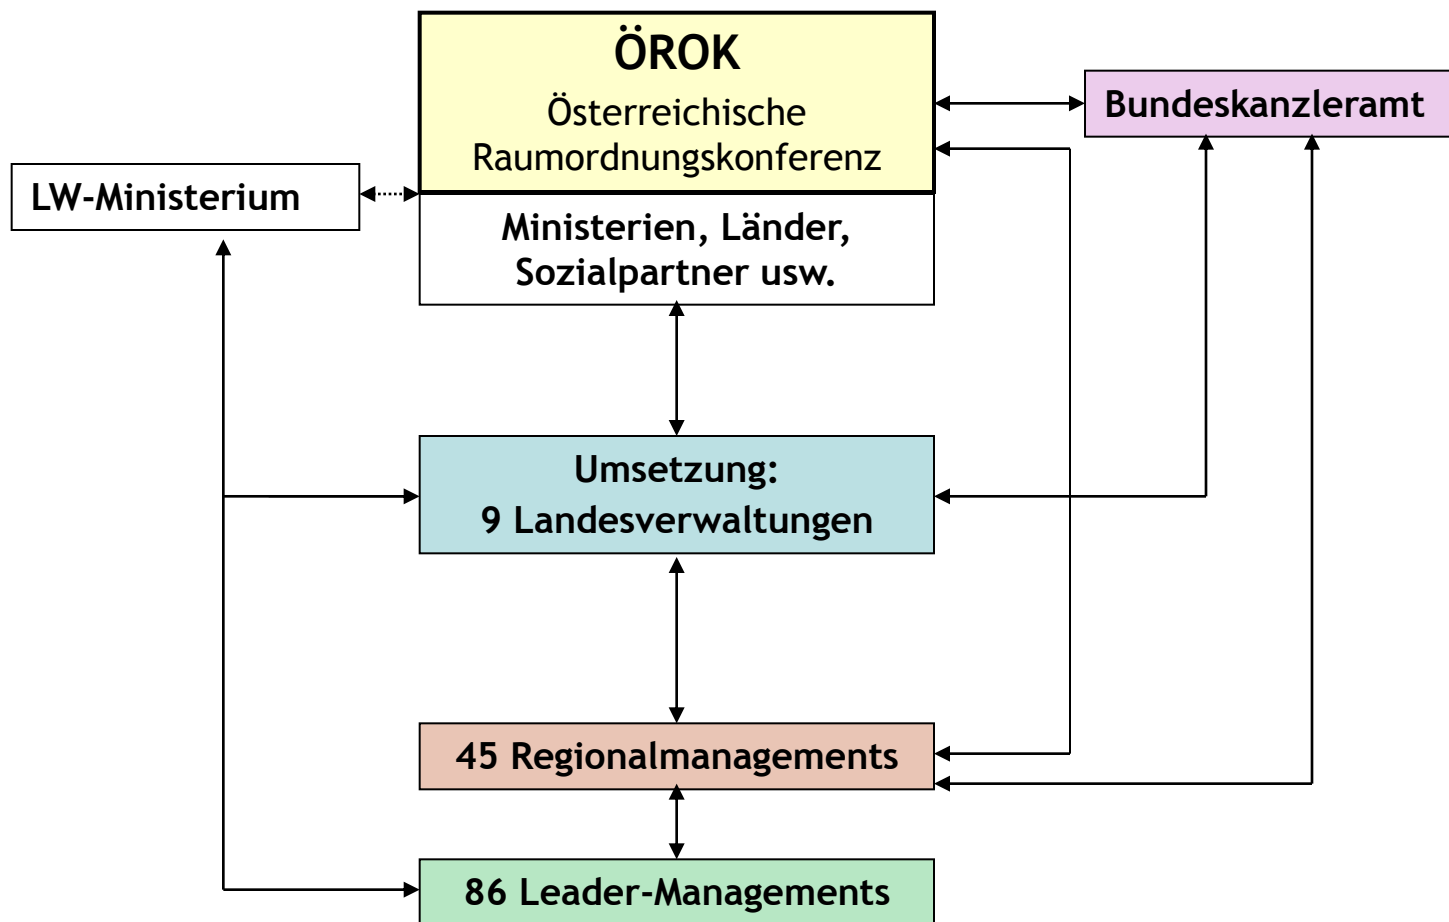 ÖROK
Österreichische
Raumordnungskonferenz
Bundeskanzleramt
LW-Ministerium
Ministerien, Länder,
Sozialpartner usw.
Umsetzung:
9 Landesverwaltungen
45 Regionalmanagements
86 Leader-Managements